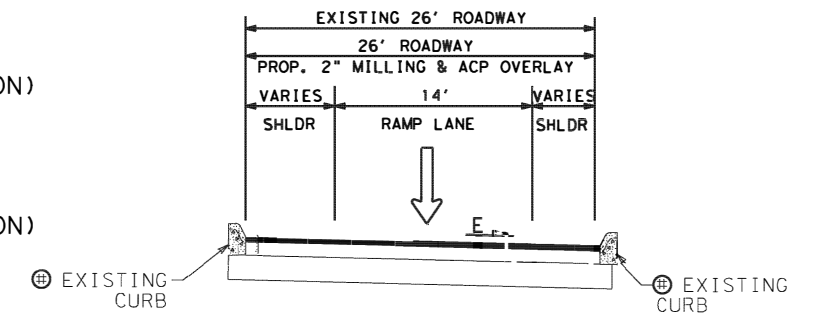 EXISTING 26' ROADWAY
26' ROADWAY
PROP. 2" MILLING & ACP OVERLAY
ON)
VARIES 14' VARIES
SHLDR RAMP LANE SHLDR
ON)
E
# EXISTING CURB
# EXISTING CURB